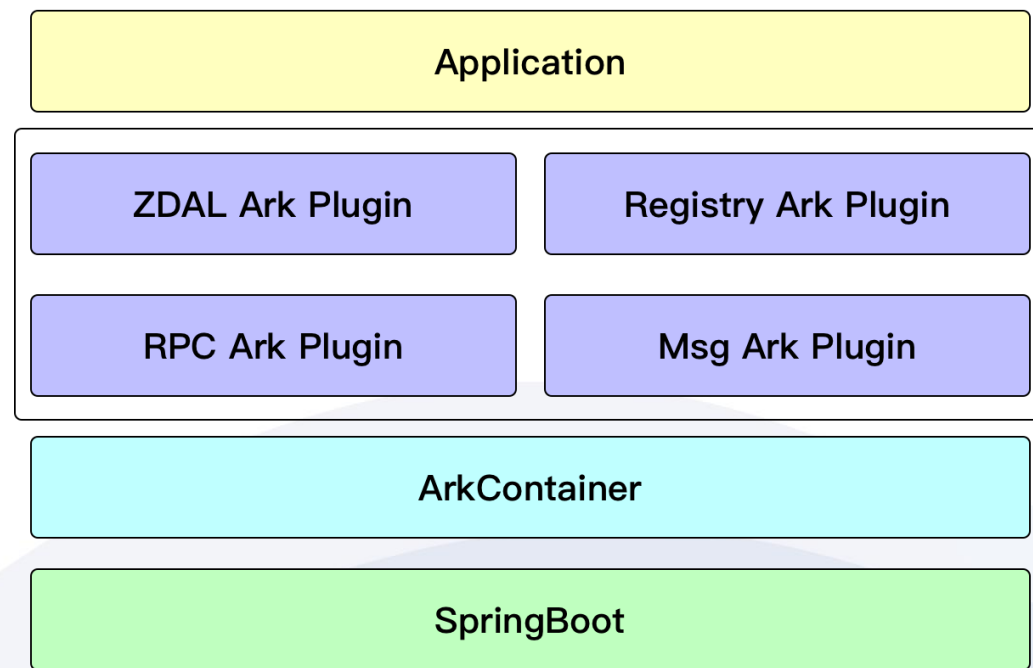 Application
ZDAL Ark Plugin
Registry Ark Plugin
RPC Ark Plugin
Msg Ark Plugin
ArkContainer
SpringBoot